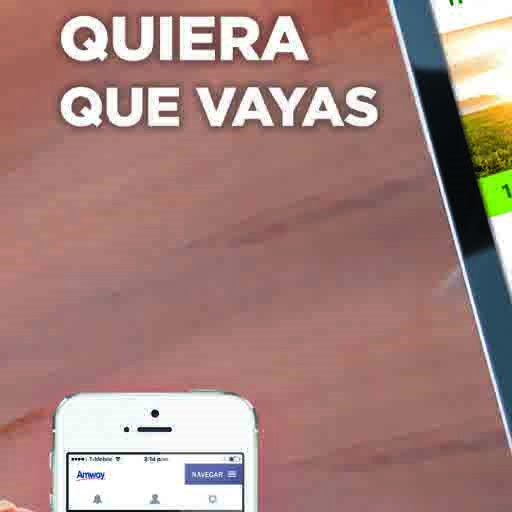 QUIERA
QUE VAYAS
T-Mobile
Amway
NAVEGAR